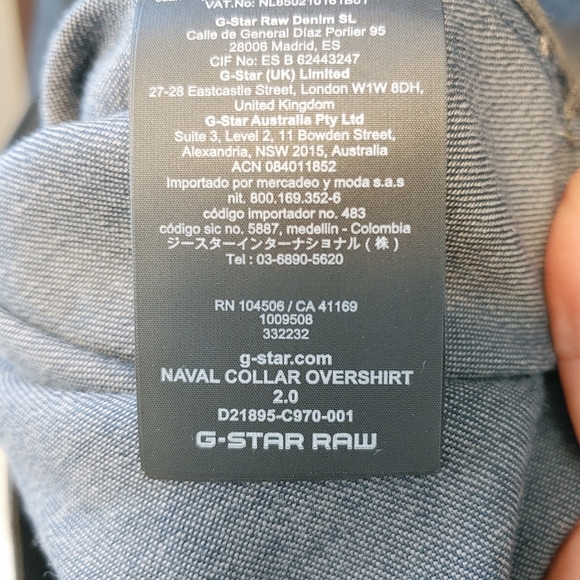 VAT.No: NL850210161B01
G-Star Raw Denim SL
Calle de General Diaz Porlier 95
28006 Madrid, ES
CIF No: ES B 62443247
G-Star (UK) Limited
27-28 Eastcastle Street, London W1W 8DH,
United Kingdom
G-Star Australia Pty Ltd
Suite 3, Level 2, 11 Bowden Street,
Alexandria, NSW 2015, Australia
ACN 084011852
Importado por mercadeo y moda s.a.s
nit. 800.169.352-6
código importador no. 483
código sic no. 5887, medellin - Colombia
ジースターインターナショナル(株)
Tel : 03-6890-5620
RN 104506 / CA 41169
1009508
332232
g-star.com
NAVAL COLLAR OVERSHIRT
2.0
D21895-C970-001
G-STAR RAW